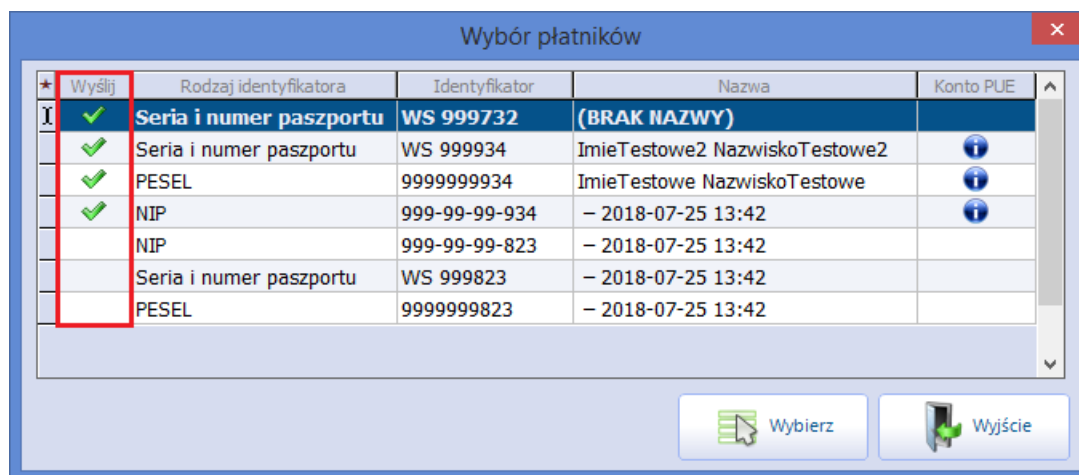 Wybór płatników
Wyślij Rodzaj identyfikatora Identyfikator Nazwa Konto PUE
Seria i numer paszportu WS 999732 (BRAK NAZWY)
Seria i numer paszportu WS 999934 ImieTestowe2 NazwiskoTestowe2
PESEL 9999999934 ImieTestowe NazwiskoTestowe
NIP 999-99-99-934 – 2018-07-25 13:42
NIP 999-99-99-823 – 2018-07-25 13:42
Seria i numer paszportu WS 999823 – 2018-07-25 13:42
PESEL 9999999823 – 2018-07-25 13:42
Wybierz Wyjście